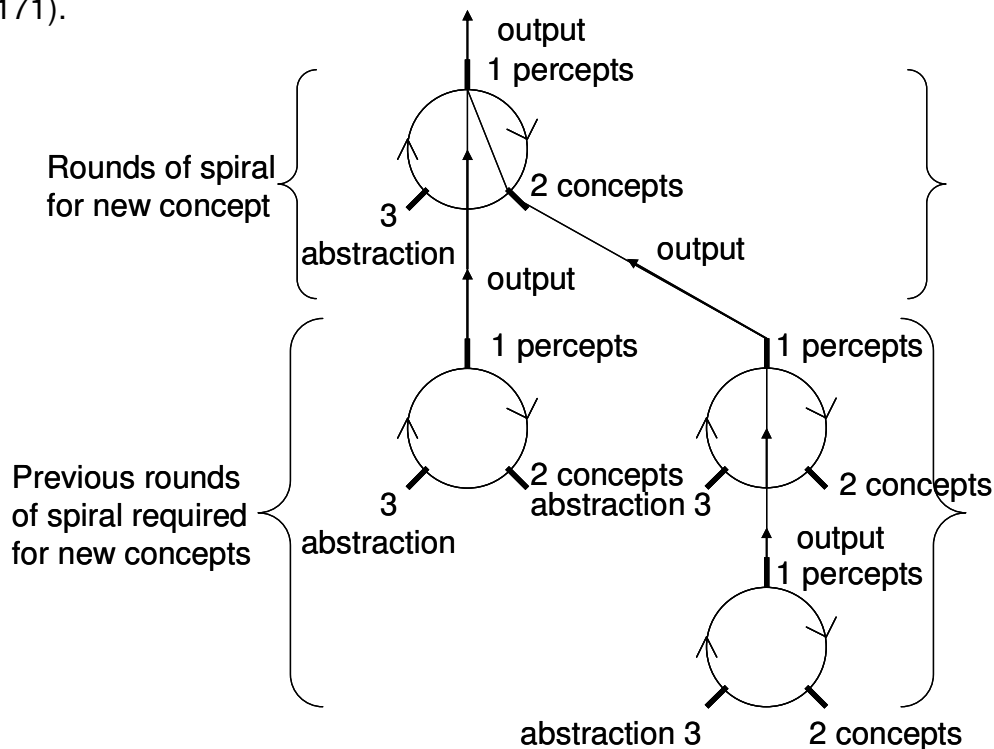 171).
output
1 percepts
Rounds of spiral
for new concept
2 concepts
3
abstraction
output
output
1 percepts
1 percepts
Previous rounds
of spiral required
for new concepts
2 concepts
3
abstraction
abstraction 3
2 concepts
output
1 percepts
abstraction 3
2 concepts